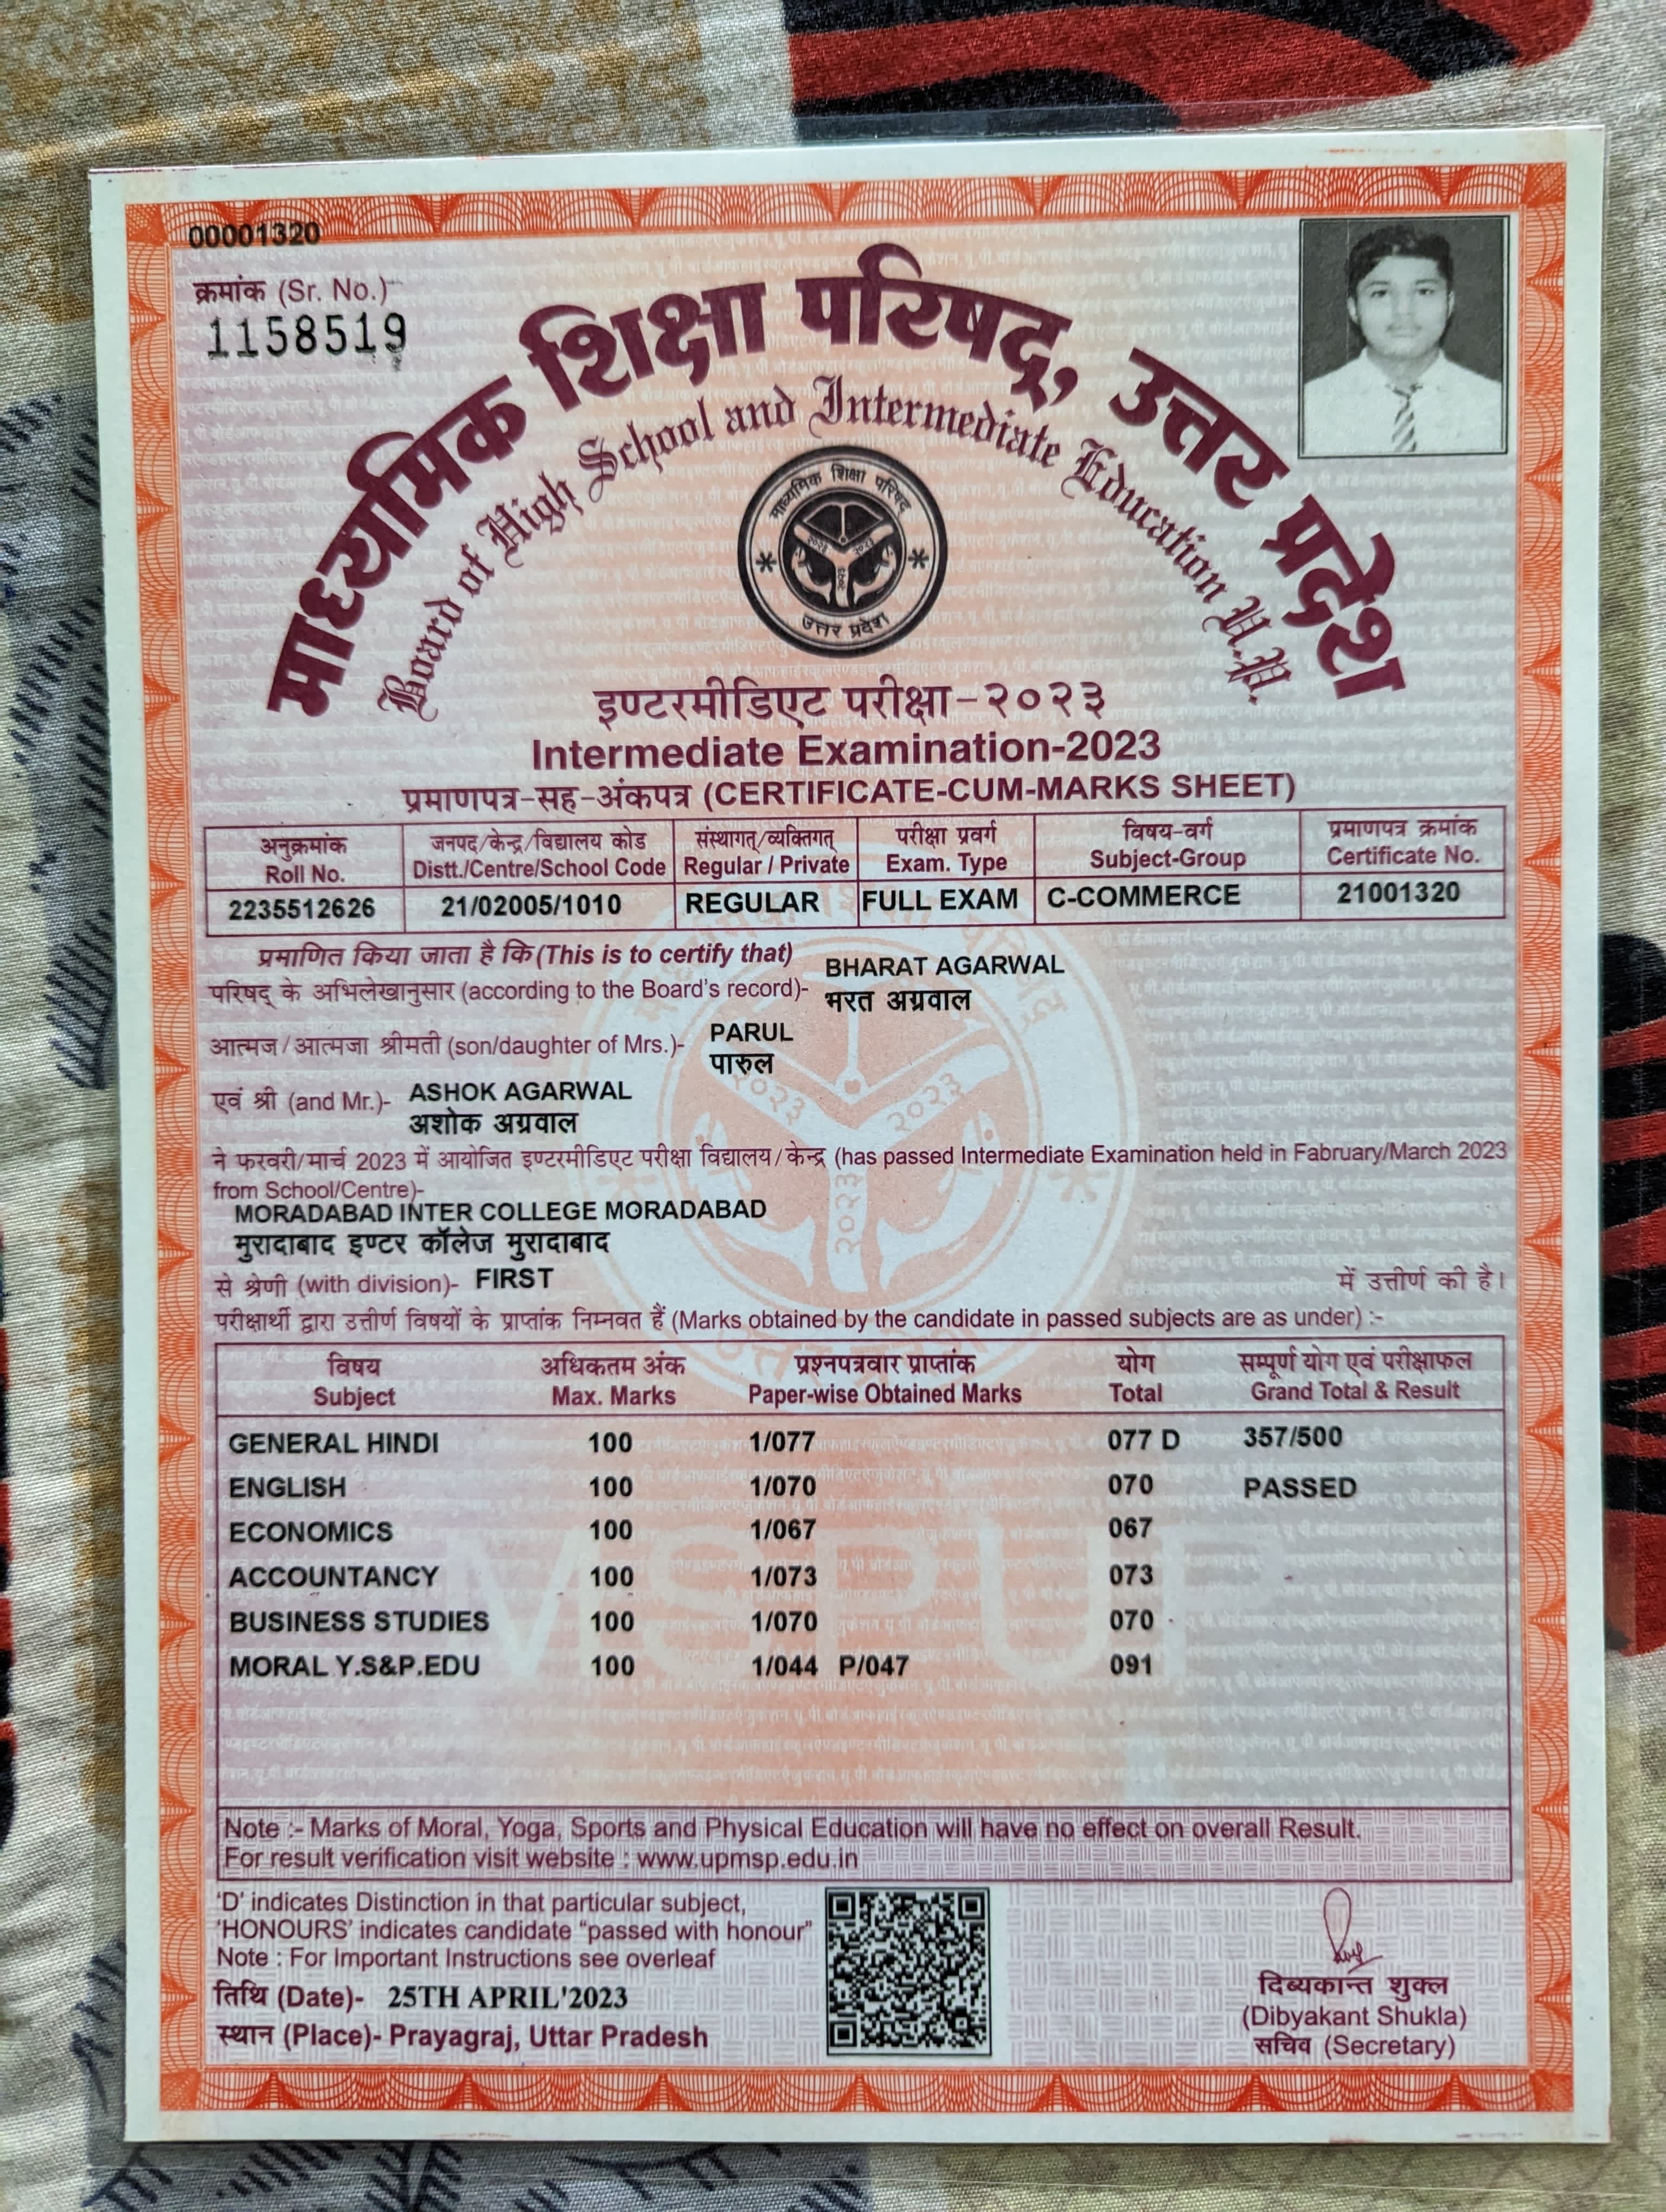 00001320
क्रमांक (Sr. No.)
1158519
माध्यमिक शिक्षा परिषद्, उत्तर प्रदेश
Board of High School and Intermediate Education U.P.
माध्यमिक शिक्षा परिषद
२०२३ २०२३
२०२३
उत्तर प्रदेश
इण्टरमीडिएट परीक्षा-२०२३
Intermediate Examination-2023
प्रमाणपत्र-सह-अंकपत्र (CERTIFICATE-CUM-MARKS SHEET)
अनुक्रमांक जनपद/केन्द्र/विद्यालय कोड संस्थागत्/व्यक्तिगत् परीक्षा प्रवर्ग विषय-वर्ग प्रमाणपत्र क्रमांक
Roll No. Distt./Centre/School Code Regular / Private Exam. Type Subject-Group Certificate No.
2235512626 21/02005/1010 REGULAR FULL EXAM C-COMMERCE 21001320
प्रमाणित किया जाता है कि (This is to certify that)
परिषद् के अभिलेखानुसार (according to the Board's record)- BHARAT AGARWAL
भरत अग्रवाल
आत्मज/आत्मजा श्रीमती (son/daughter of Mrs.)- PARUL
पारुल
एवं श्री (and Mr.)- ASHOK AGARWAL
अशोक अग्रवाल
ने फरवरी/मार्च 2023 में आयोजित इण्टरमीडिएट परीक्षा विद्यालय/केन्द्र (has passed Intermediate Examination held in Fabruary/March 2023
from School/Centre)-
MORADABAD INTER COLLEGE MORADABAD
मुरादाबाद इण्टर कॉलेज मुरादाबाद
से श्रेणी (with division)- FIRST में उत्तीर्ण की है।
परीक्षार्थी द्वारा उत्तीर्ण विषयों के प्राप्तांक निम्नवत हैं (Marks obtained by the candidate in passed subjects are as under) :-
विषय अधिकतम अंक प्रश्नपत्रवार प्राप्तांक योग सम्पूर्ण योग एवं परीक्षाफल
Subject Max. Marks Paper-wise Obtained Marks Total Grand Total & Result
GENERAL HINDI 100 1/077 077 D 357/500
ENGLISH 100 1/070 070 PASSED
ECONOMICS 100 1/067 067
ACCOUNTANCY 100 1/073 073
BUSINESS STUDIES 100 1/070 070
MORAL Y.S&P.EDU 100 1/044 P/047 091
MSPUP
Note :- Marks of Moral, Yoga, Sports and Physical Education will have no effect on overall Result.
For result verification visit website : www.upmsp.edu.in
'D' indicates Distinction in that particular subject,
'HONOURS' indicates candidate "passed with honour"
Note : For Important Instructions see overleaf
तिथि (Date)- 25TH APRIL'2023
स्थान (Place)- Prayagraj, Uttar Pradesh
दिब्यकान्त शुक्ल
(Dibyakant Shukla)
सचिव (Secretary)